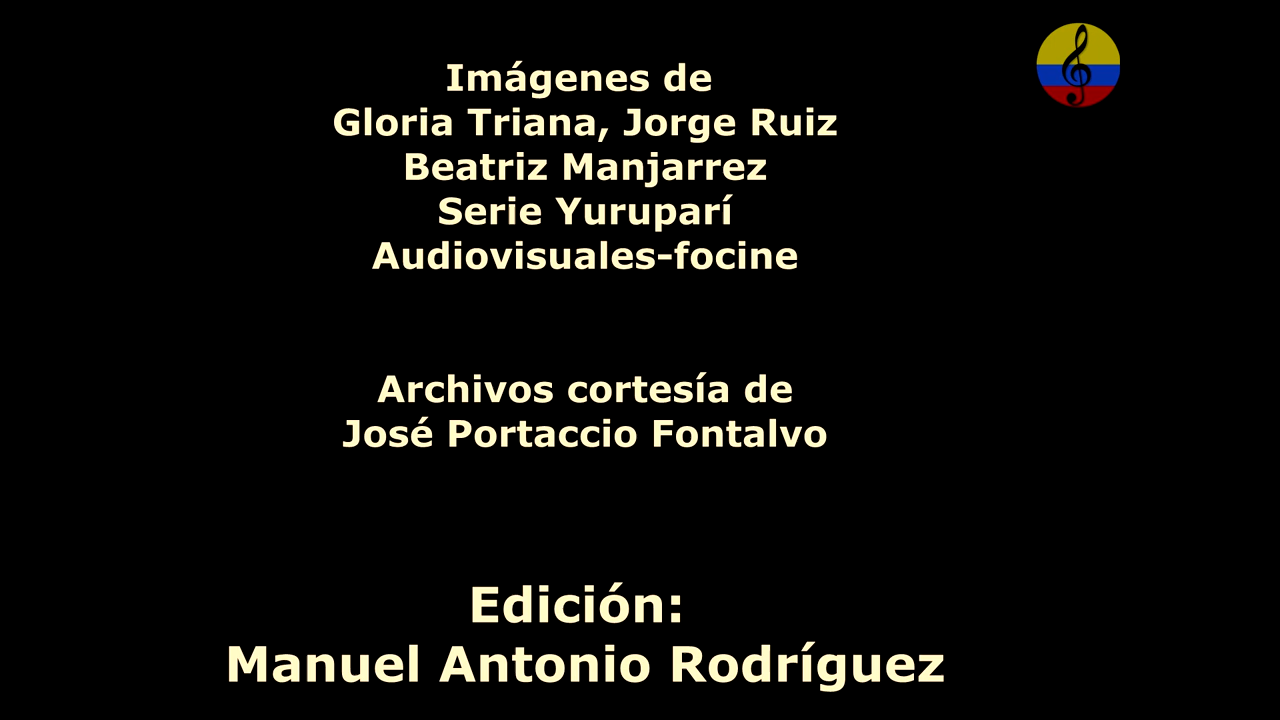 Imágenes de
Gloria Triana, Jorge Ruiz
Beatriz Manjarrez
Serie Yuruparí
Audiovisuales-focine
Archivos cortesía de
José Portaccio Fontalvo
Edición:
Manuel Antonio Rodríguez